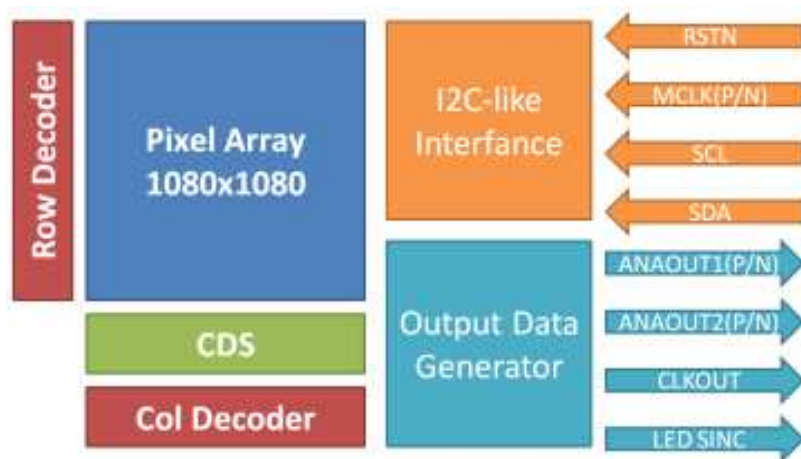 Row Decoder
Pixel Array
1080x1080
CDS
Col Decoder
I2C-like
Interfance
Output Data
Generator
RSTN
MCLK(P/N)
SCL
SDA
ANAOUT1(P/N)
ANAOUT2(P/N)
CLKOUT
LED SINC